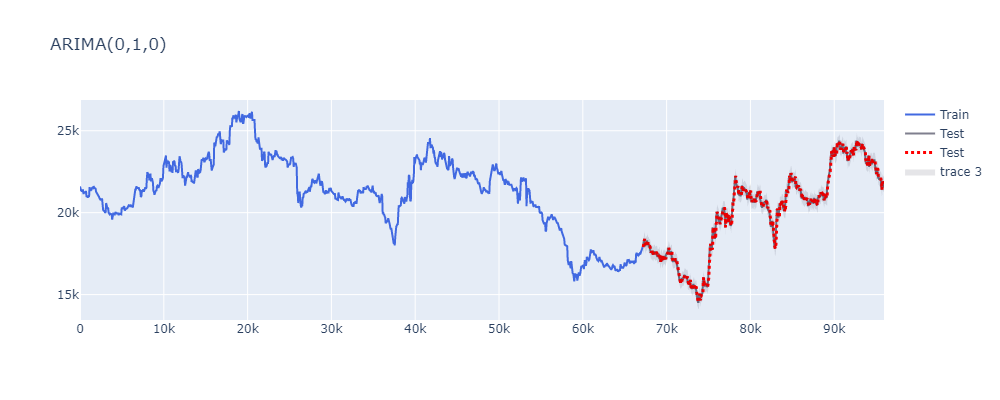 ARIMA(0,1,0)
25k
20k
15k
0 10k 20k 30k 40k 50k 60k 70k 80k 90k
Train
Test
Test
trace 3